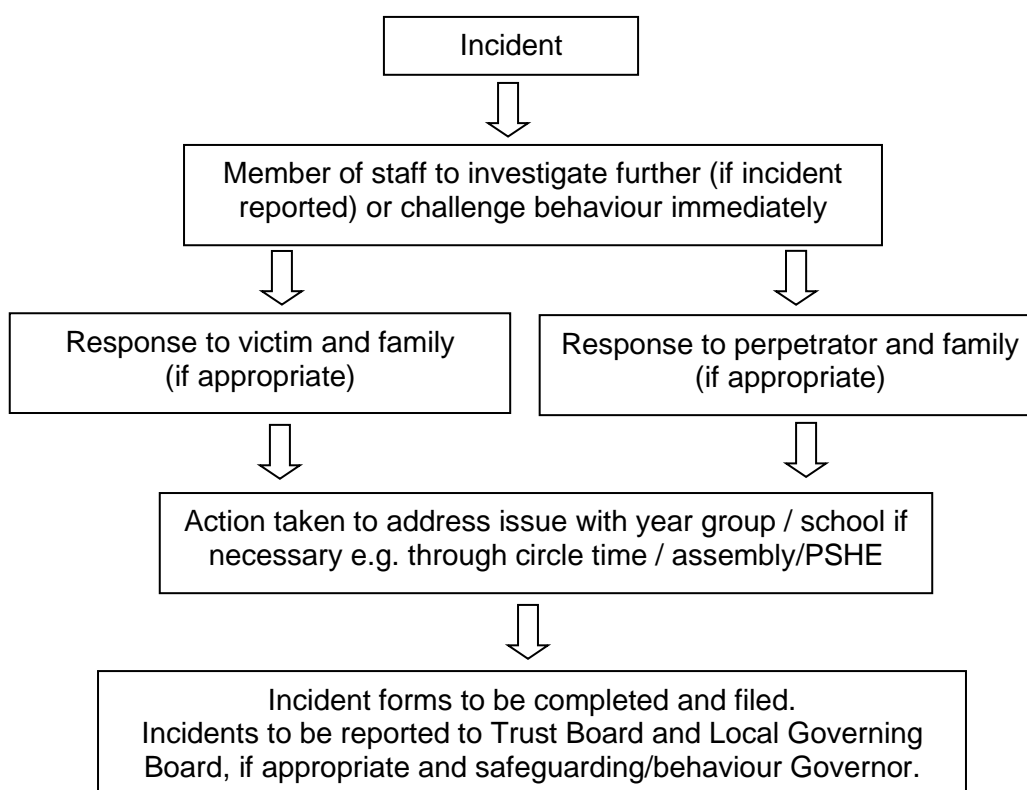 Incident
Member of staff to investigate further (if incident
reported) or challenge behaviour immediately
Response to victim and family
(if appropriate)
Response to perpetrator and family
(if appropriate)
Action taken to address issue with year group / school if
necessary e.g. through circle time / assembly/PSHE
Incident forms to be completed and filed.
Incidents to be reported to Trust Board and Local Governing
Board, if appropriate and safeguarding/behaviour Governor.